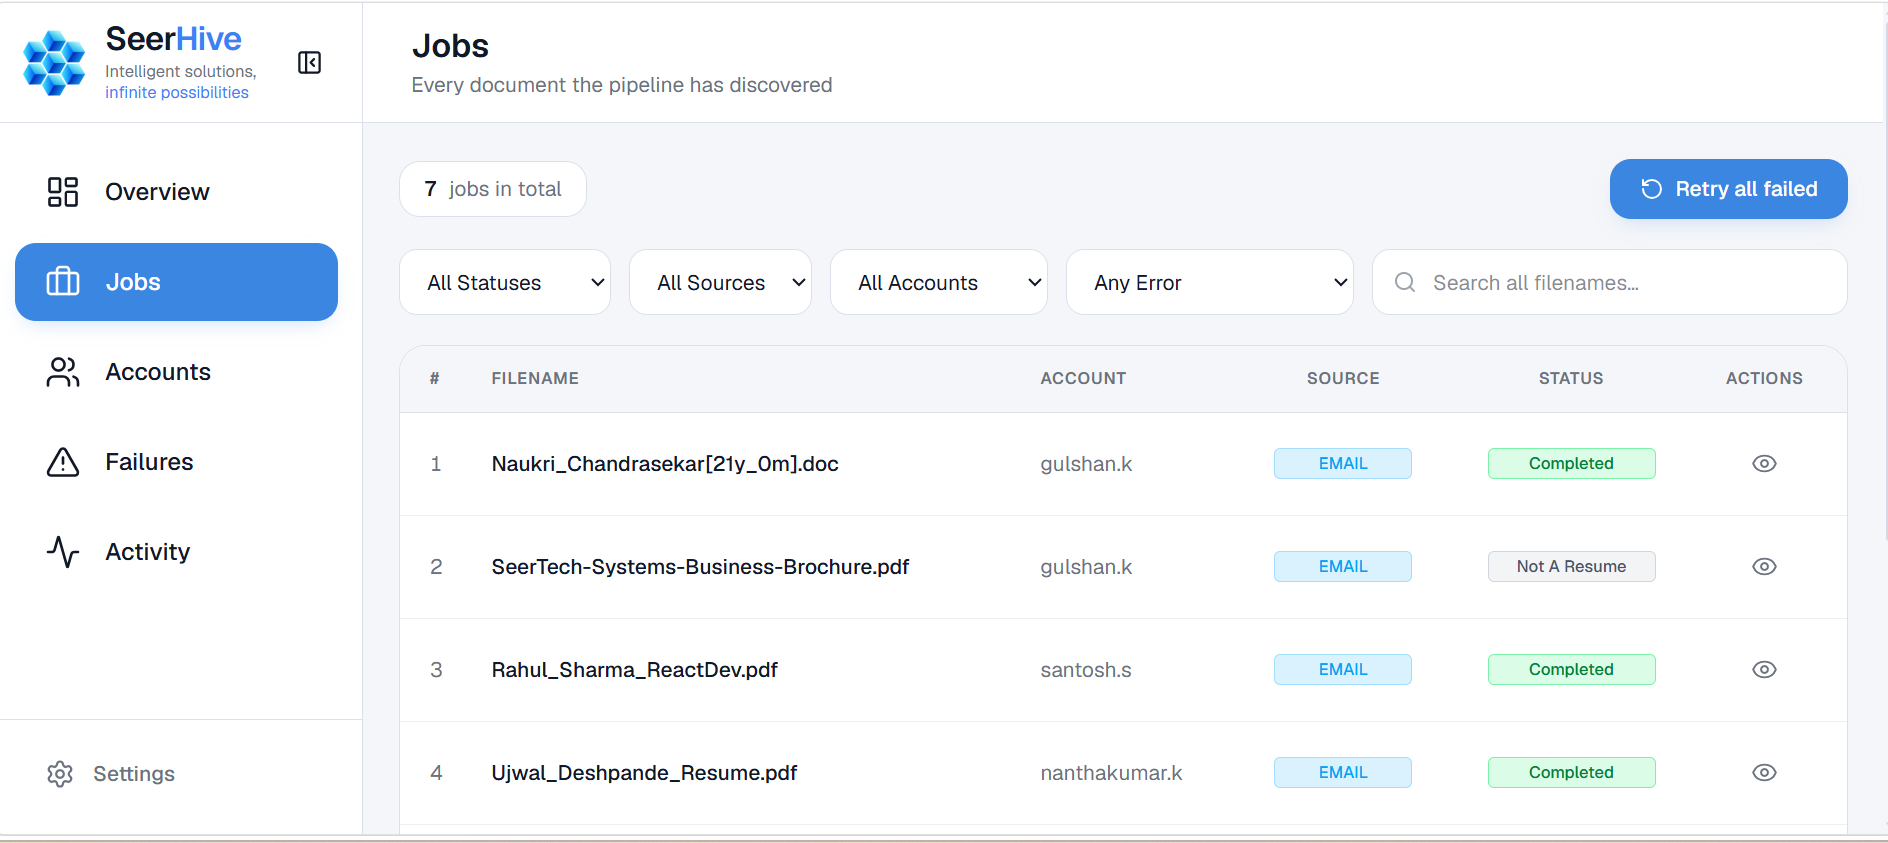 SeerHive
Intelligent solutions,
infinite possibilities
Overview
Jobs
Accounts
Failures
Activity
Settings
Jobs
Every document the pipeline has discovered
7 jobs in total
Retry all failed
All Statuses
All Sources
All Accounts
Any Error
Search all filenames...
# FILENAME ACCOUNT SOURCE STATUS ACTIONS
1 Naukri_Chandrasekar[21y_0m].doc gulshan.k EMAIL Completed
2 SeerTech-Systems-Business-Brochure.pdf gulshan.k EMAIL Not A Resume
3 Rahul_Sharma_ReactDev.pdf santosh.s EMAIL Completed
4 Ujwal_Deshpande_Resume.pdf nanthakumar.k EMAIL Completed